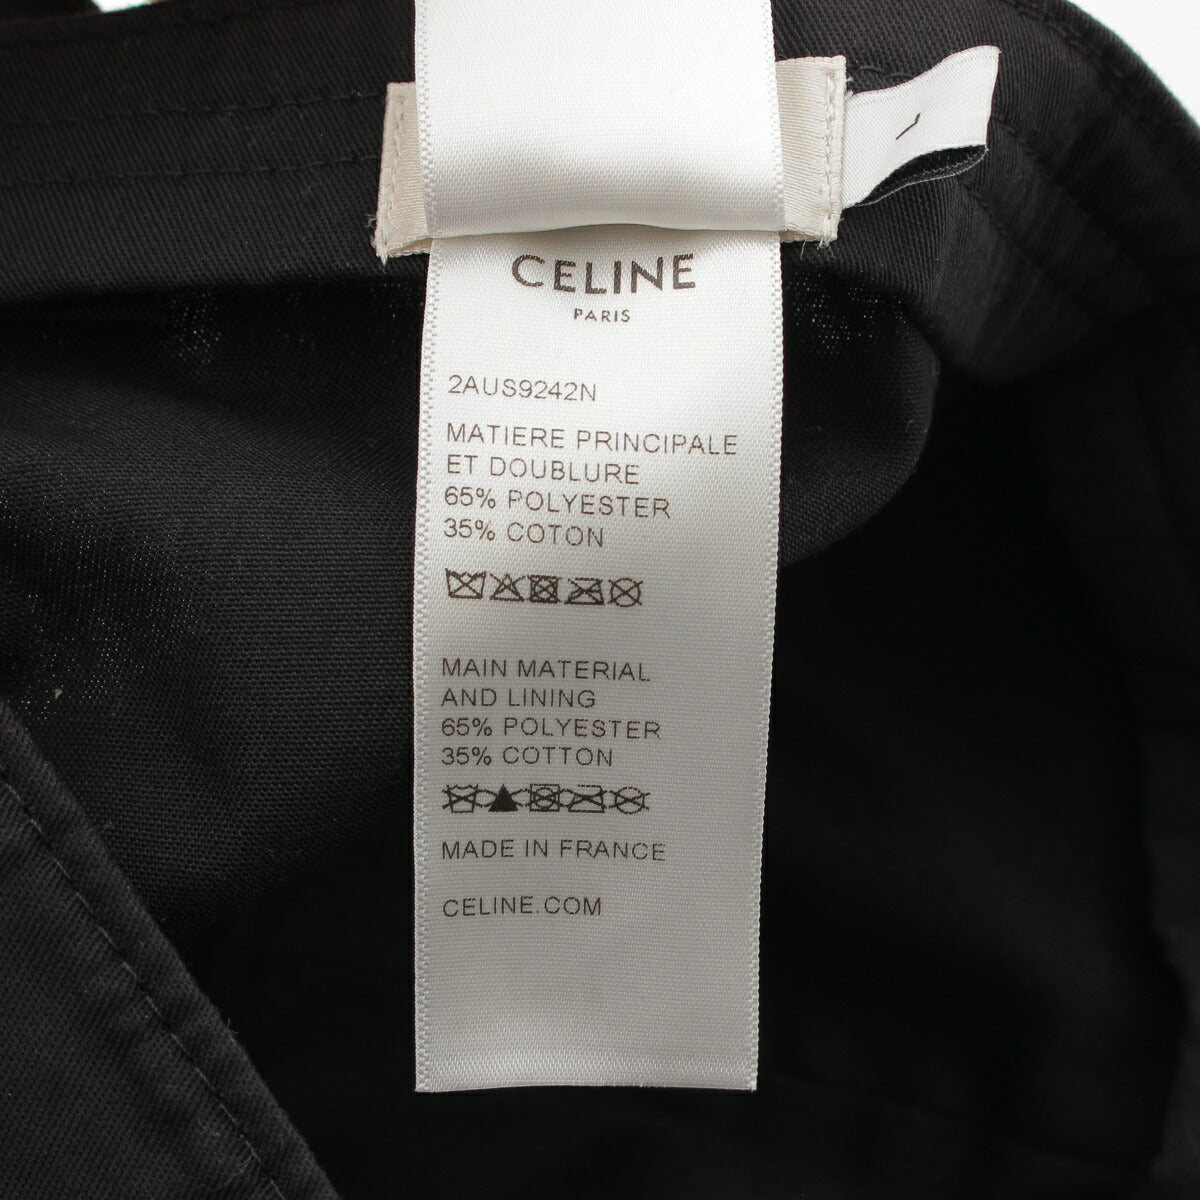 CELINE
PARIS
2AUS9242N
MATIERE PRINCIPALE
ET DOUBLURE
65% POLYESTER
35% COTON
MAIN MATERIAL
AND LINING
65% POLYESTER
35% COTTON
MADE IN FRANCE
CELINE.COM